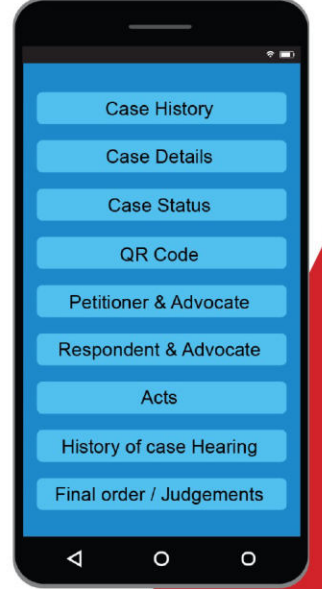 Case History
Case Details
Case Status
QR Code
Petitioner & Advocate
Respondent & Advocate
Acts
History of case Hearing
Final order / Judgements